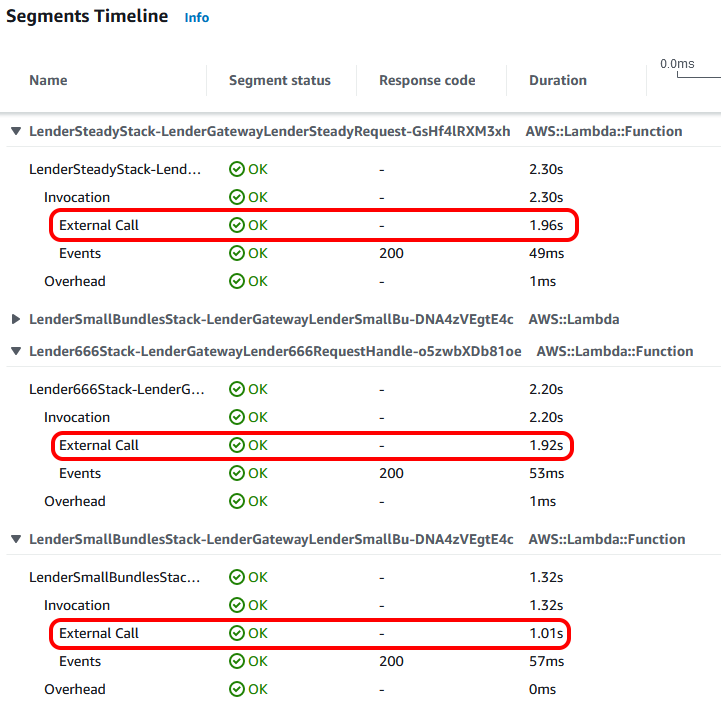 Segments Timeline Info
0.0ms
Name Segment status Response code Duration
LenderSteadyStack-LenderGatewayLenderSteadyRequest-GsHf4lRXM3xh AWS::Lambda::Function
LenderSteadyStack-Lend... OK - 2.30s
Invocation OK - 2.30s
External Call OK - 1.96s
Events OK 200 49ms
Overhead OK - 1ms
LenderSmallBundlesStack-LenderGatewayLenderSmallBu-DNA4zVEgtE4c AWS::Lambda
Lender666Stack-LenderGatewayLender666RequestHandle-o5zwbXDb81oe AWS::Lambda::Function
Lender666Stack-LenderG... OK - 2.20s
Invocation OK - 2.20s
External Call OK - 1.92s
Events OK 200 53ms
Overhead OK - 1ms
LenderSmallBundlesStack-LenderGatewayLenderSmallBu-DNA4zVEgtE4c AWS::Lambda::Function
LenderSmallBundlesStac... OK - 1.32s
Invocation OK - 1.32s
External Call OK - 1.01s
Events OK 200 57ms
Overhead OK - 0ms